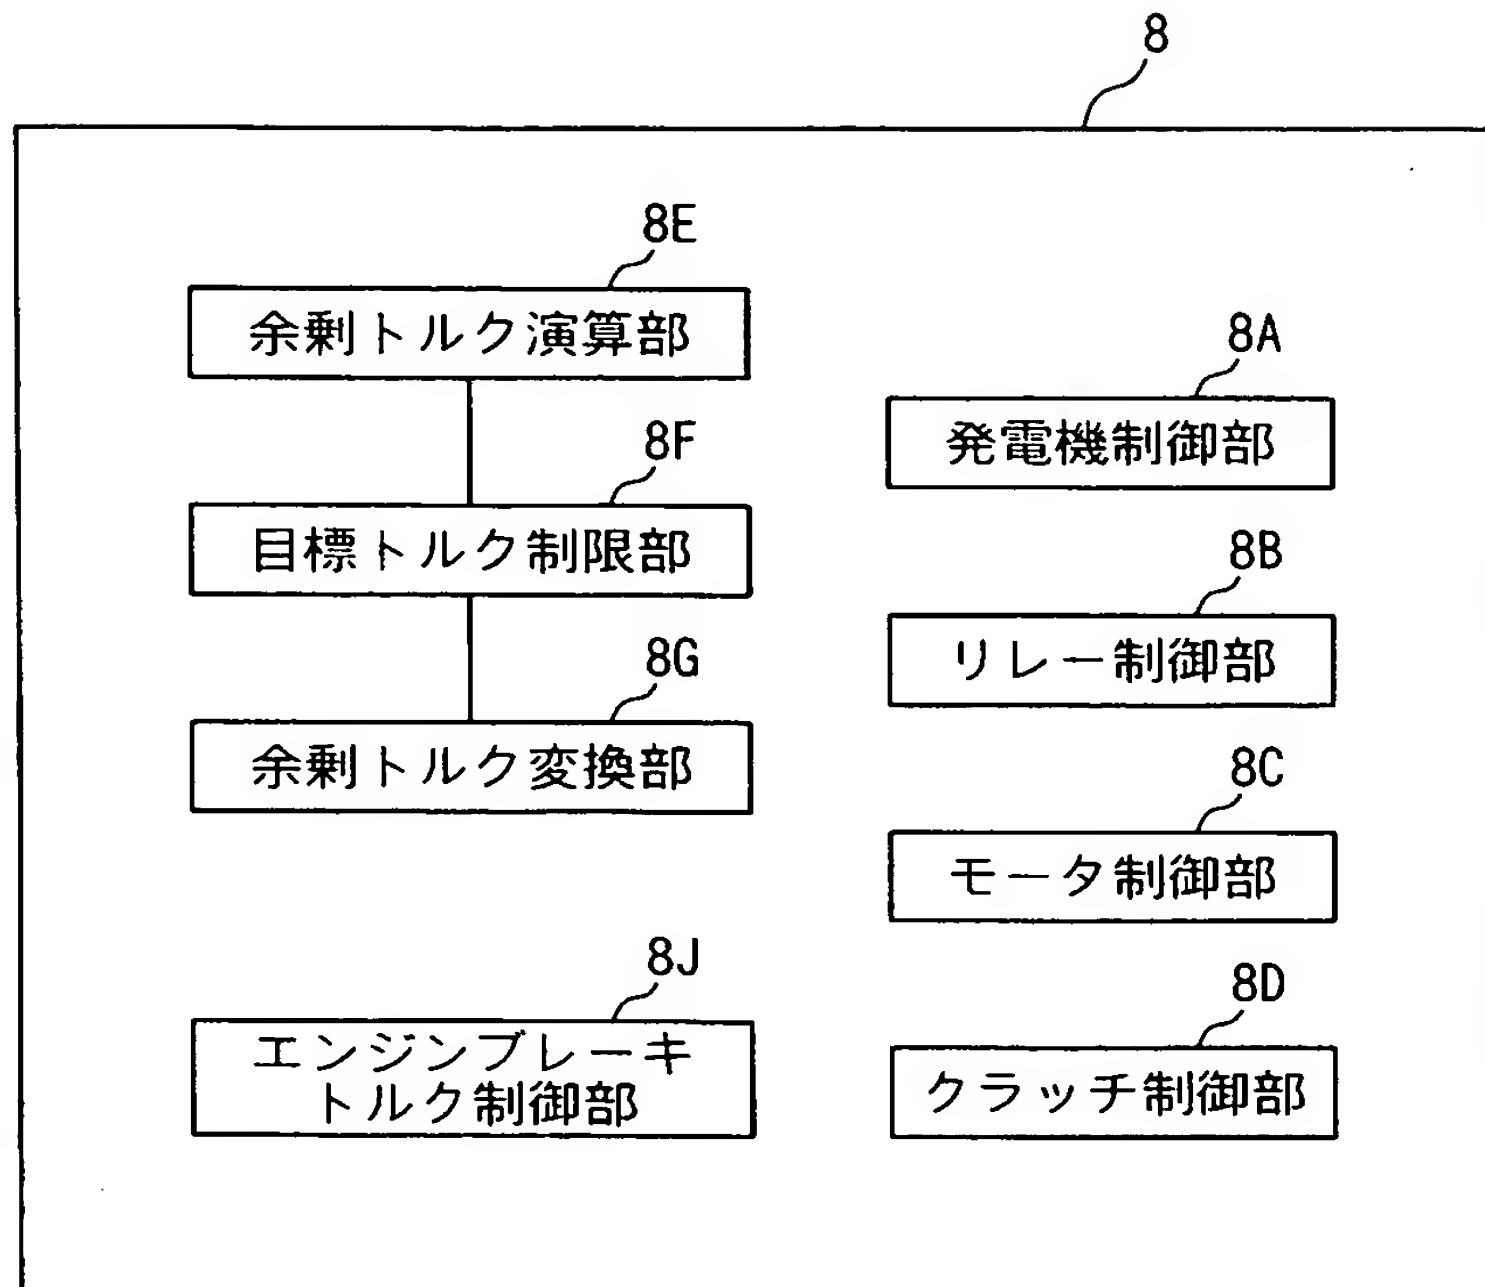 8
8E
余剰トルク演算部
8F
目標トルク制限部
8G
余剰トルク変換部
8J
エンジンブレーキ
トルク制御部
8A
発電機制御部
8B
リレー制御部
8C
モータ制御部
8D
クラッチ制御部